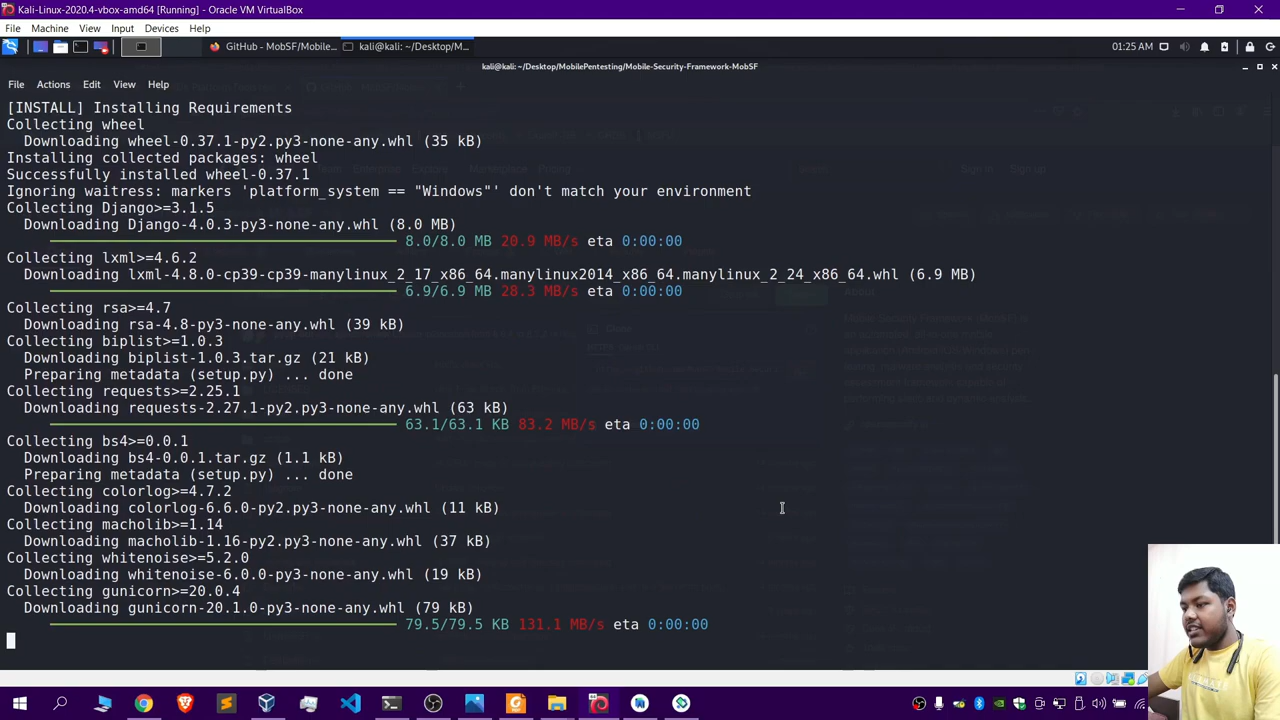 Kali-Linux-2020.4-vbox-amd64 [Running] - Oracle VM VirtualBox
File Machine View Input Devices Help
GitHub - MobSF/Mobile... kali@kali: ~/Desktop/M... 01:25 AM
kali@kali: ~/Desktop/MobilePentesting/Mobile-Security-Framework-MobSF
File Actions Edit View Help
[INSTALL] Installing Requirements
Collecting wheel
Downloading wheel-0.37.1-py2.py3-none-any.whl (35 kB)
Installing collected packages: wheel
Successfully installed wheel-0.37.1
Ignoring waitress: markers 'platform_system == "Windows"' don't match your environment
Collecting Django>=3.1.5
Downloading Django-4.0.3-py3-none-any.whl (8.0 MB)
8.0/8.0 MB 20.9 MB/s eta 0:00:00
Collecting lxml>=4.6.2
Downloading lxml-4.8.0-cp39-cp39-manylinux_2_17_x86_64.manylinux2014_x86_64.manylinux_2_24_x86_64.whl (6.9 MB)
6.9/6.9 MB 28.3 MB/s eta 0:00:00
Collecting rsa>=4.7
Downloading rsa-4.8-py3-none-any.whl (39 kB)
Collecting biplist>=1.0.3
Downloading biplist-1.0.3.tar.gz (21 kB)
Preparing metadata (setup.py) ... done
Collecting requests>=2.25.1
Downloading requests-2.27.1-py2.py3-none-any.whl (63 kB)
63.1/63.1 KB 83.2 MB/s eta 0:00:00
Collecting bs4>=0.0.1
Downloading bs4-0.0.1.tar.gz (1.1 kB)
Preparing metadata (setup.py) ... done
Collecting colorlog>=4.7.2
Downloading colorlog-6.6.0-py2.py3-none-any.whl (11 kB)
Collecting macholib>=1.14
Downloading macholib-1.16-py2.py3-none-any.whl (37 kB)
Collecting whitenoise>=5.2.0
Downloading whitenoise-6.0.0-py3-none-any.whl (19 kB)
Collecting gunicorn>=20.0.4
Downloading gunicorn-20.1.0-py3-none-any.whl (79 kB)
79.5/79.5 KB 131.1 MB/s eta 0:00:00